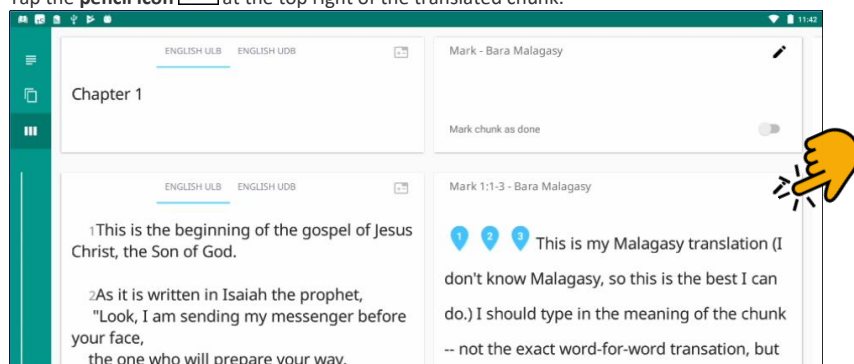 Tap the pencil icon at the top right of the translated chunk.
11:42
ENGLISH ULB ENGLISH UDB
Chapter 1
Mark - Bara Malagasy
Mark chunk as done
ENGLISH ULB ENGLISH UDB
1This is the beginning of the gospel of Jesus
Christ, the Son of God.
2As it is written in Isaiah the prophet,
"Look, I am sending my messenger before
your face,
the one who will prepare your way.
Mark 1:1-3 - Bara Malagasy
1 2 3 This is my Malagasy translation (I
don't know Malagasy, so this is the best I can
do.) I should type in the meaning of the chunk
-- not the exact word-for-word transation, but